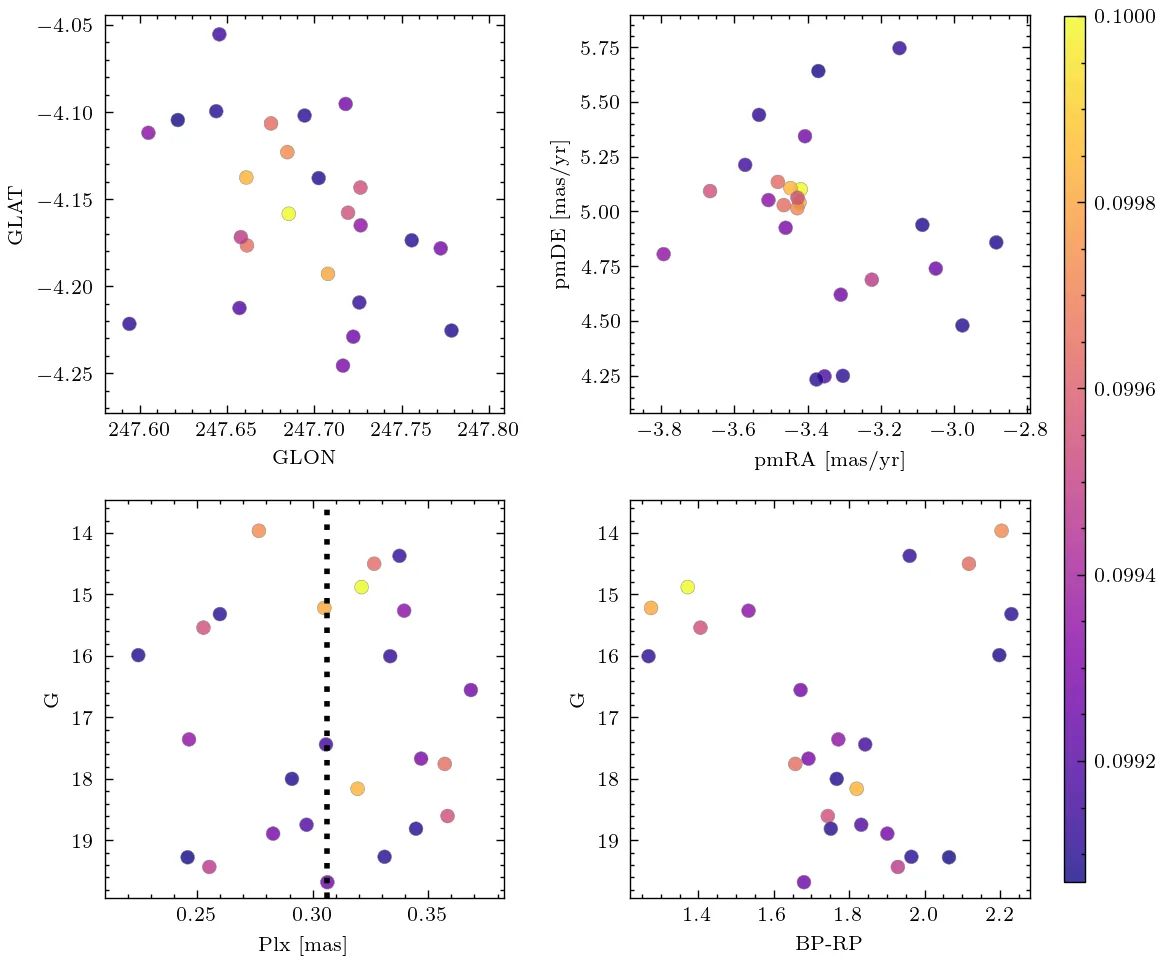 −4.05
−4.10
−4.15
−4.20
−4.25
GLAT
247.60 247.65 247.70 247.75 247.80
GLON
5.75
5.50
5.25
5.00
4.75
4.50
4.25
pmDE [mas/yr]
−3.8 −3.6 −3.4 −3.2 −3.0 −2.8
pmRA [mas/yr]
14
15
16
17
18
19
G
0.25 0.30 0.35
Plx [mas]
14
15
16
17
18
19
G
1.4 1.6 1.8 2.0 2.2
BP-RP
0.1000
0.0998
0.0996
0.0994
0.0992